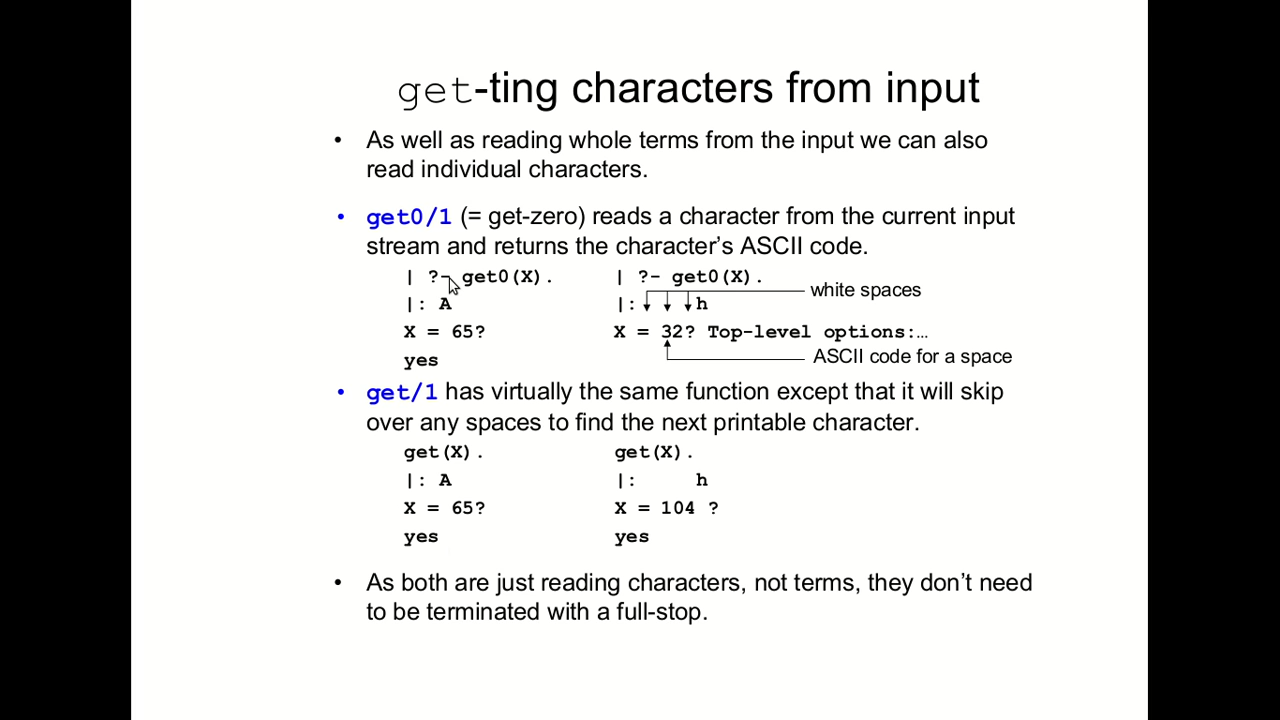 get-ting characters from input
• As well as reading whole terms from the input we can also
read individual characters.
• get0/1 (= get-zero) reads a character from the current input
stream and returns the character's ASCII code.
| ?- get0(X). | ?- get0(X).
white spaces
|: A |: h
X = 65? X = 32? Top-level options:…
yes ASCII code for a space
• get/1 has virtually the same function except that it will skip
over any spaces to find the next printable character.
get(X). get(X).
|: A |: h
X = 65? X = 104 ?
yes yes
• As both are just reading characters, not terms, they don't need
to be terminated with a full-stop.